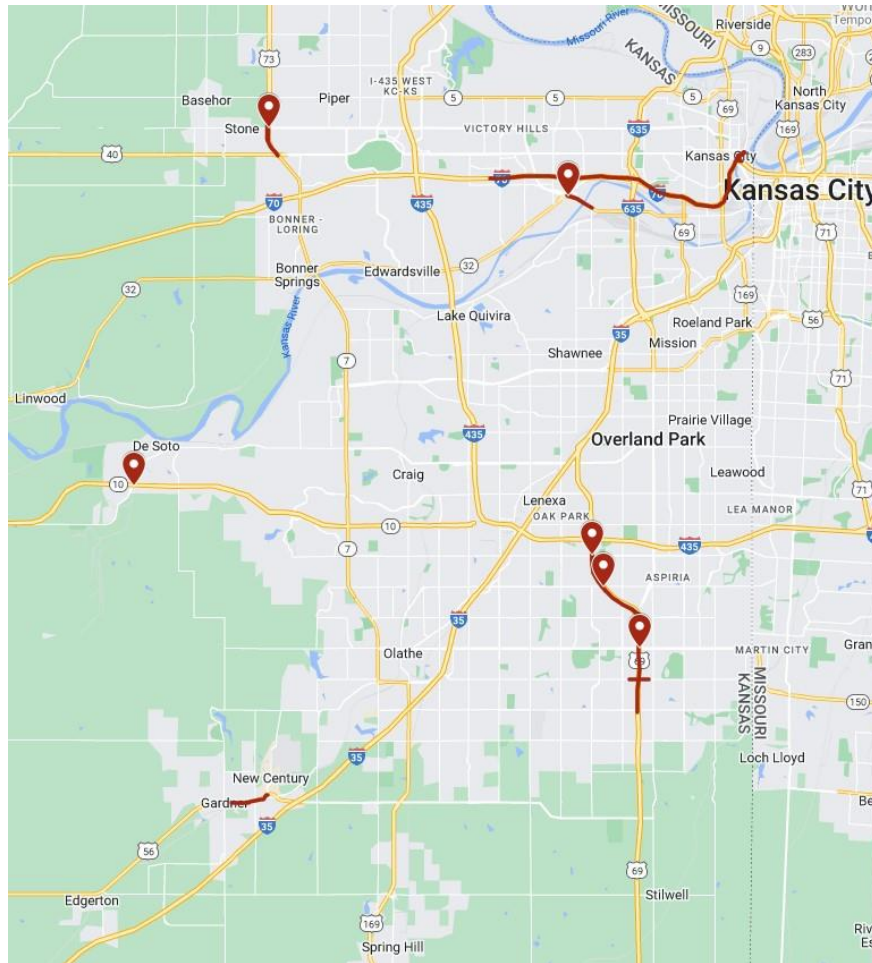 MISSOURI
KANSAS
Missouri River
Riverside
Tempo
9
283
73
Basehor
Piper
I-435 WEST
KC-KS
5
5
5
69
North
Kansas City
Stone
VICTORY HILLS
635
169
40
Kansas City
70
70
Kansas City
70
435
635
69
71
BONNER -
LORING
Bonner
Springs
Edwardsville
32
32
169
Lake Quivira
Roeland Park
56
Kansas River
35
Mission
Shawnee
7
71
Linwood
Prairie Village
De Soto
435
Overland Park
Craig
Leawood
10
Lenexa
71
OAK PARK
LEA MANOR
10
435
7
ASPIRIA
35
Olathe
MARTIN CITY
Gran
69
MISSOURI
KANSAS
150
35
Loch Lloyd
New Century
Gardner
Be
35
56
69
Edgerton
Stilwell
169
Spring Hill
Riv
Es